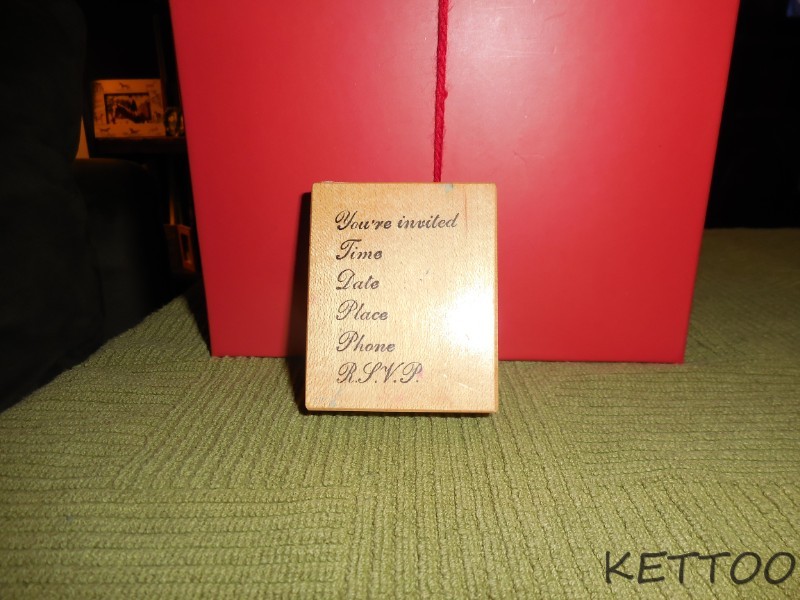 You're invited
Time
Date
Place
Phone
R.S.V.P.
KETTOO